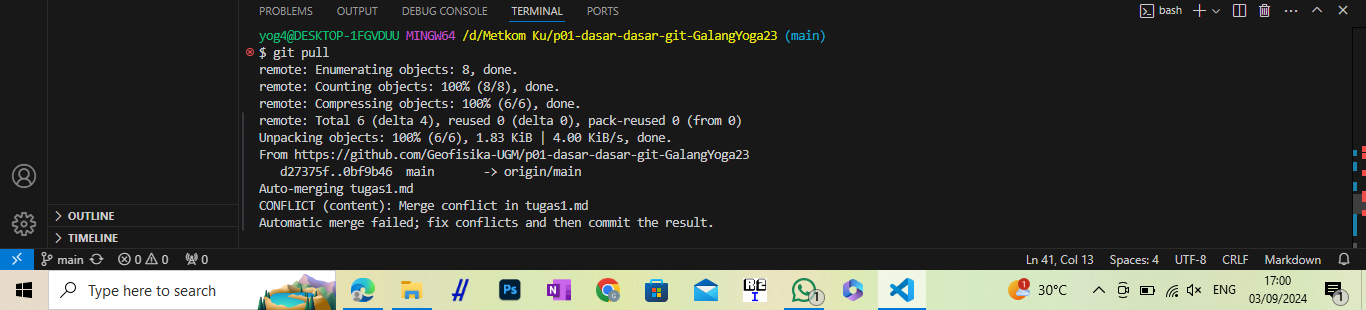 PROBLEMS OUTPUT DEBUG CONSOLE TERMINAL PORTS
bash
yog4@DESKTOP-1FGVDUU MINGW64 /d/Metkom Ku/p01-dasar-dasar-git-GalangYoga23 (main)
$ git pull
remote: Enumerating objects: 8, done.
remote: Counting objects: 100% (8/8), done.
remote: Compressing objects: 100% (6/6), done.
remote: Total 6 (delta 4), reused 0 (delta 0), pack-reused 0 (from 0)
Unpacking objects: 100% (6/6), 1.83 KiB | 4.00 KiB/s, done.
From https://github.com/Geofisika-UGM/p01-dasar-dasar-git-GalangYoga23
d27375f..0bf9b46 main -> origin/main
Auto-merging tugas1.md
CONFLICT (content): Merge conflict in tugas1.md
Automatic merge failed; fix conflicts and then commit the result.
OUTLINE
TIMELINE
main 0 0 0 Ln 41, Col 13 Spaces: 4 UTF-8 CRLF Markdown
Type here to search
Ps
N
1
1
30°C
ENG
17:00
03/09/2024
1